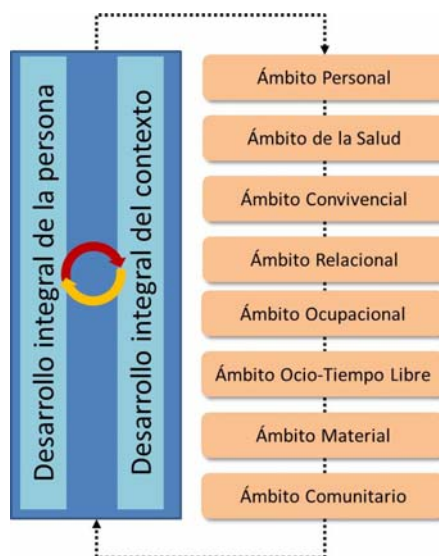 Desarrollo integral de la persona
Desarrollo integral del contexto
Ámbito Personal
Ámbito de la Salud
Ámbito Convivencial
Ámbito Relacional
Ámbito Ocupacional
Ámbito Ocio-Tiempo Libre
Ámbito Material
Ámbito Comunitario